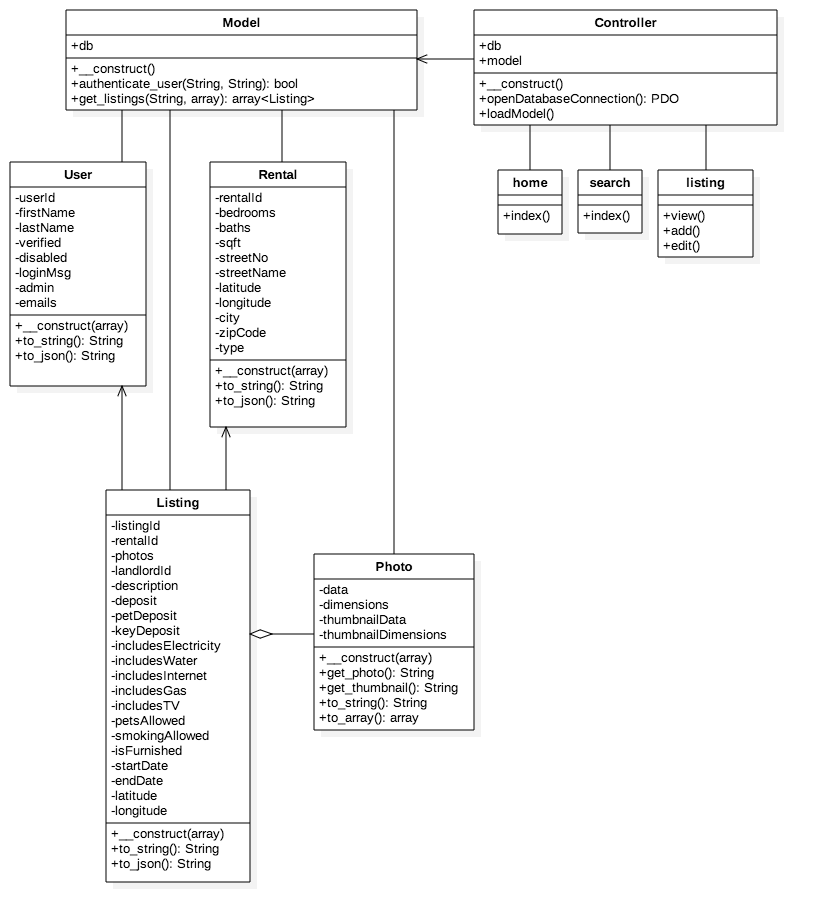 Model
+db
+__construct()
+authenticate_user(String, String): bool
+get_listings(String, array): array<Listing>
Controller
+db
+model
+__construct()
+openDatabaseConnection(): PDO
+loadModel()
User
-userId
-firstName
-lastName
-verified
-disabled
-loginMsg
-admin
-emails
+__construct(array)
+to_string(): String
+to_json(): String
Rental
-rentalId
-bedrooms
-baths
-sqft
-streetNo
-streetName
-latitude
-longitude
-city
-zipCode
-type
+__construct(array)
+to_string(): String
+to_json(): String
home
+index()
search
+index()
listing
+view()
+add()
+edit()
Listing
-listingId
-rentalId
-photos
-landlordId
-description
-deposit
-petDeposit
-keyDeposit
-includesElectricity
-includesWater
-includesInternet
-includesGas
-includesTV
-petsAllowed
-smokingAllowed
-isFurnished
-startDate
-endDate
-latitude
-longitude
+__construct(array)
+to_string(): String
+to_json(): String
Photo
-data
-dimensions
-thumbnailData
-thumbnailDimensions
+__construct(array)
+get_photo(): String
+get_thumbnail(): String
+to_string(): String
+to_array(): array